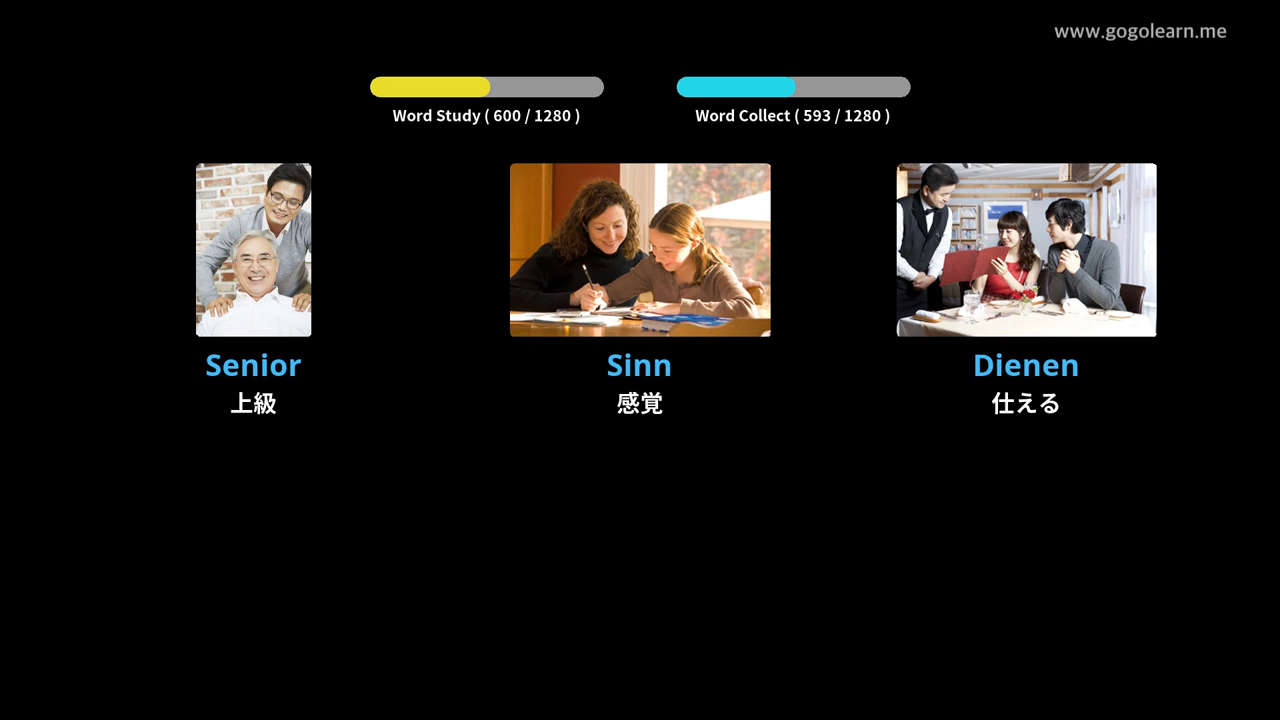 www.gogolearn.me
Word Study ( 600 / 1280 )
Word Collect ( 593 / 1280 )
Senior
上級
Sinn
感覚
Dienen
仕える